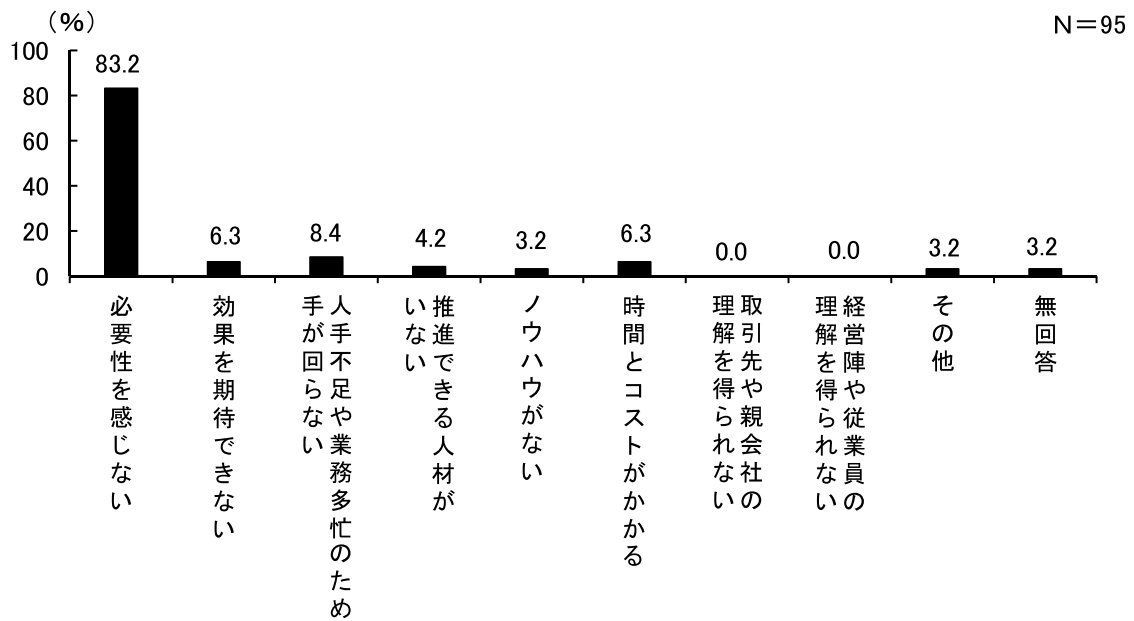 （%）
N＝95
100
80
60
40
20
0
83.2
6.3
8.4
4.2
3.2
6.3
0.0
0.0
3.2
3.2
必要性を感じない
効果を期待できない
人手不足や業務多忙のため
手が回らない
推進できる人材が
いない
ノウハウがない
時間とコストがかかる
取引先や親会社の
理解を得られない
経営陣や従業員の
理解を得られない
その他
無回答